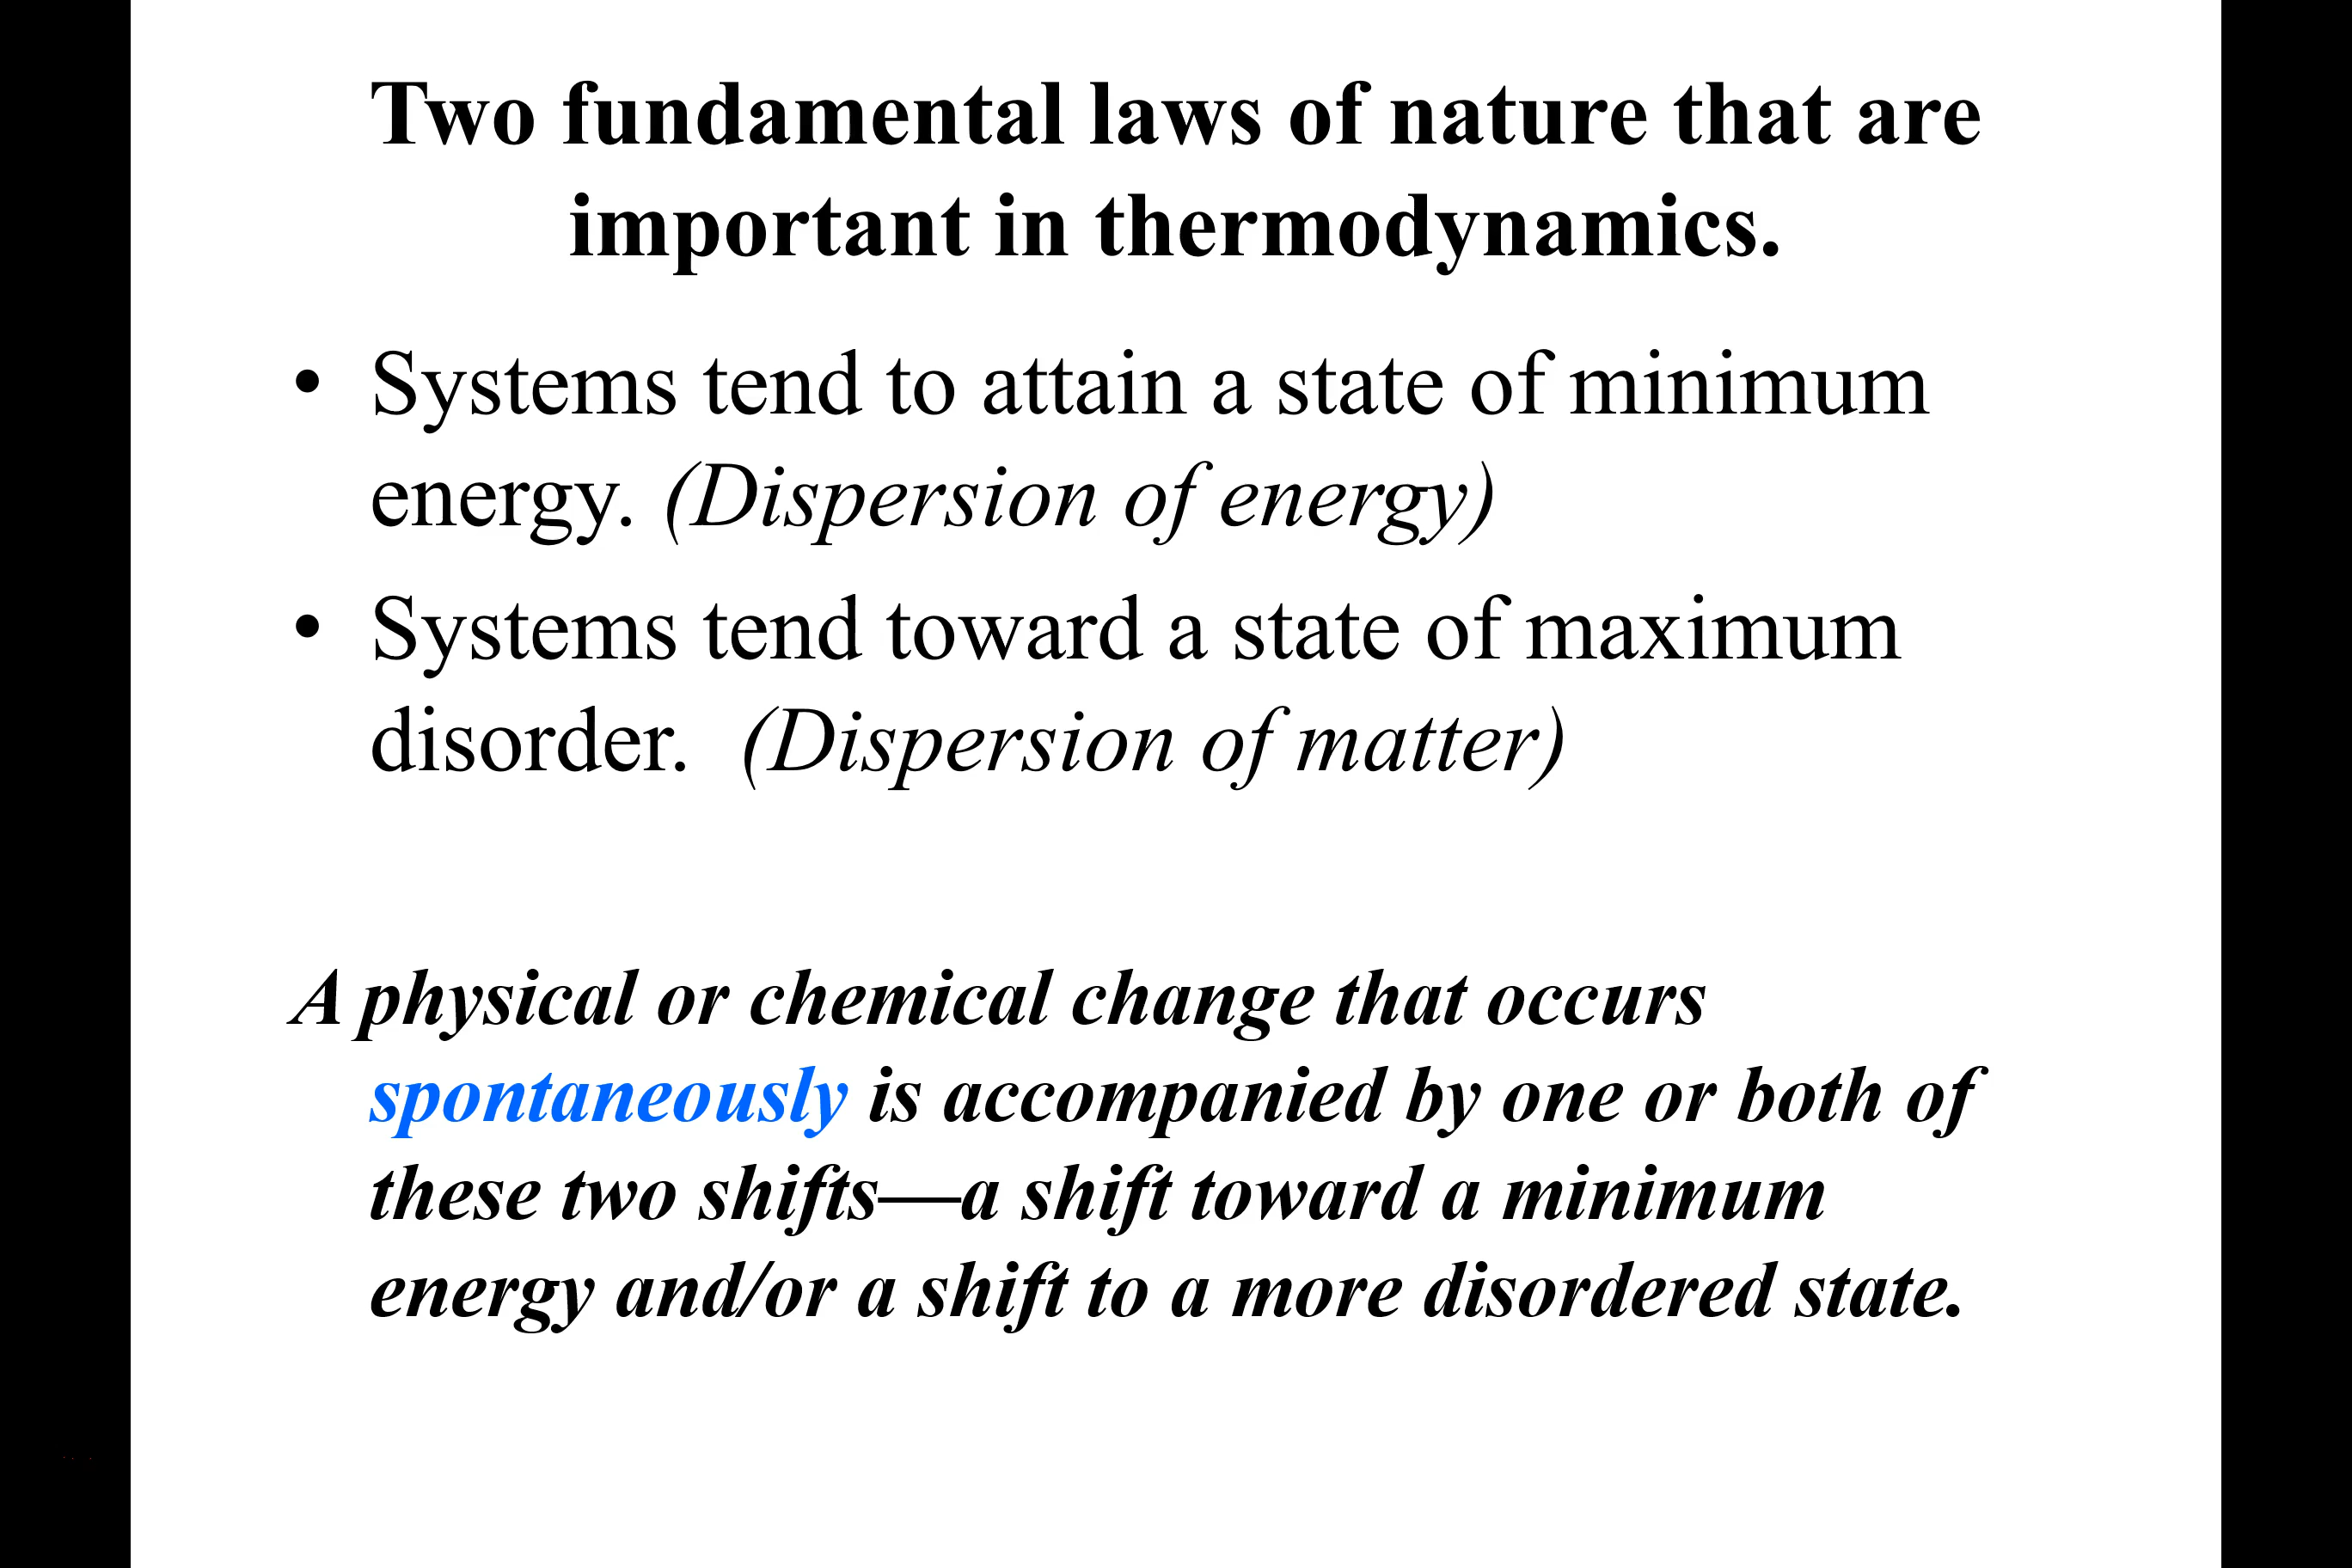 Two fundamental laws of nature that are
important in thermodynamics.
• Systems tend to attain a state of minimum
energy. (Dispersion of energy)
• Systems tend toward a state of maximum
disorder. (Dispersion of matter)
A physical or chemical change that occurs
spontaneously is accompanied by one or both of
these two shifts—a shift toward a minimum
energy and/or a shift to a more disordered state.